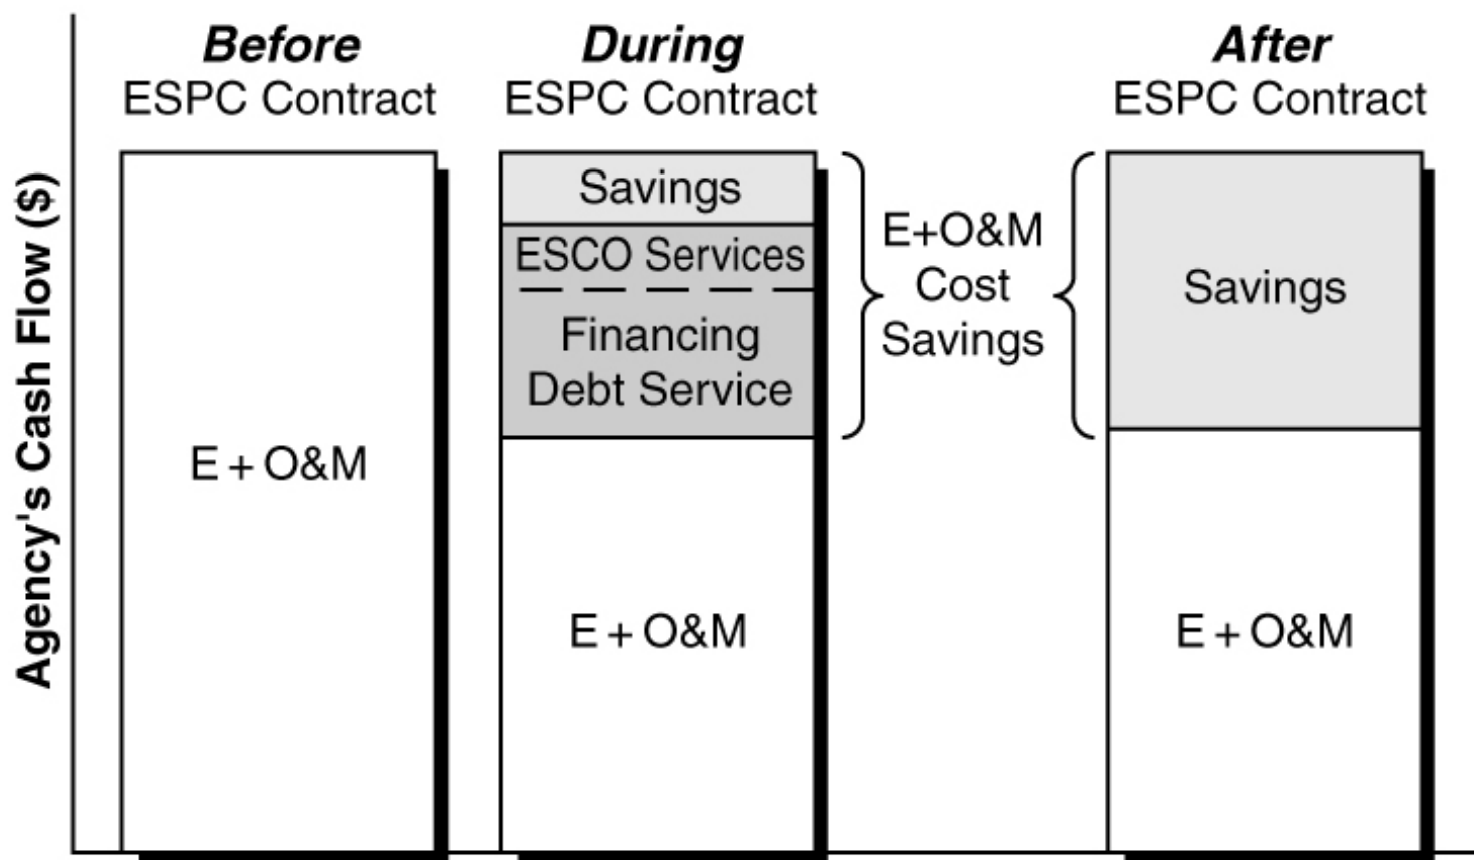 Agency's Cash Flow ($)
Before
ESPC Contract
E + O&M
During
ESPC Contract
Savings
ESCO Services
Financing
Debt Service
E + O&M
E+O&M
Cost
Savings
After
ESPC Contract
Savings
E + O&M